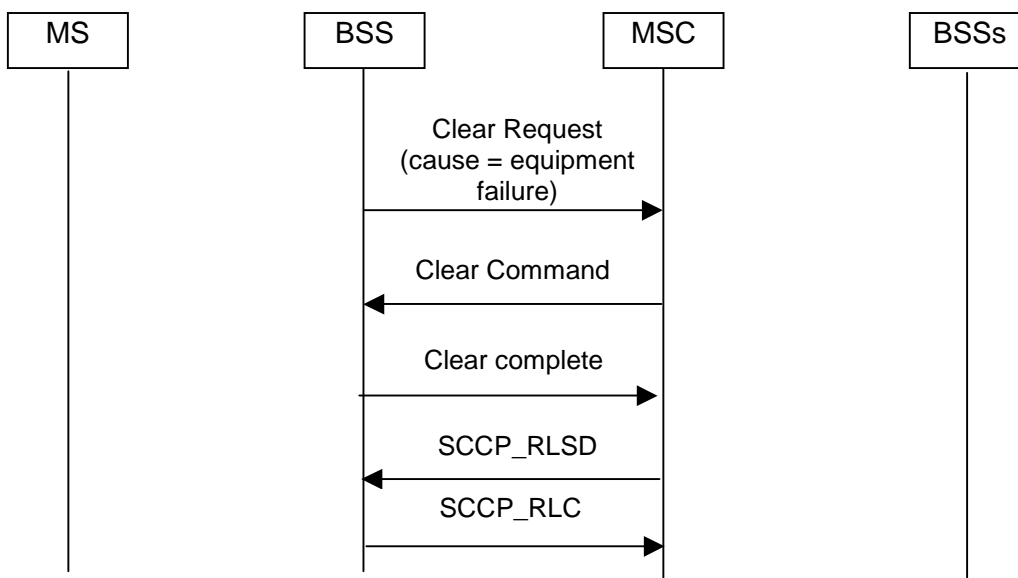 MS
BSS
MSC
BSSs
Clear Request
(cause = equipment
failure)
Clear Command
Clear complete
SCCP_RLSD
SCCP_RLC